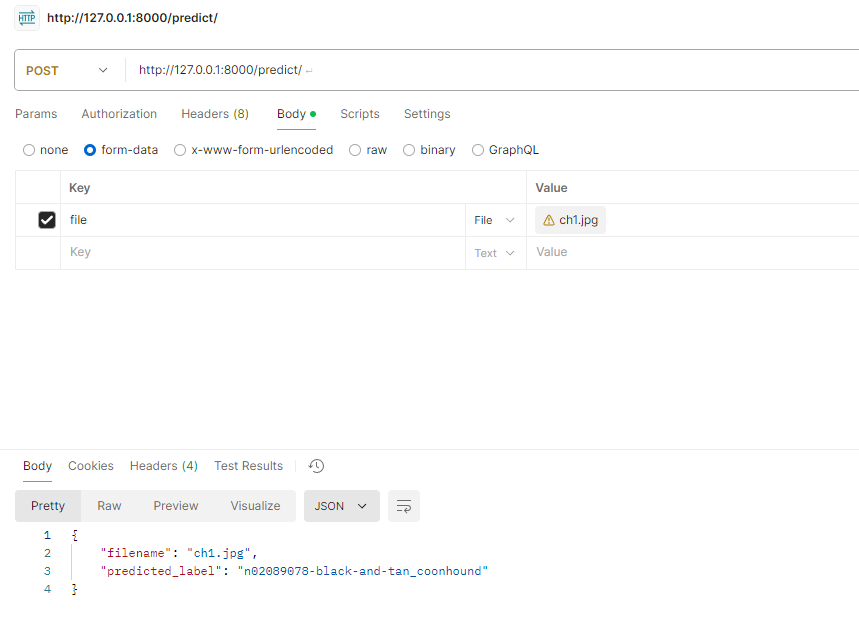 HTTP http://127.0.0.1:8000/predict/
POST http://127.0.0.1:8000/predict/
Params Authorization Headers (8) Body Scripts Settings
none form-data x-www-form-urlencoded raw binary GraphQL
Key Value
file File ch1.jpg
Key Text Value
Body Cookies Headers (4) Test Results
Pretty Raw Preview Visualize JSON
1 {
2 "filename": "ch1.jpg",
3 "predicted_label": "n02089078-black-and-tan_coonhound"
4 }